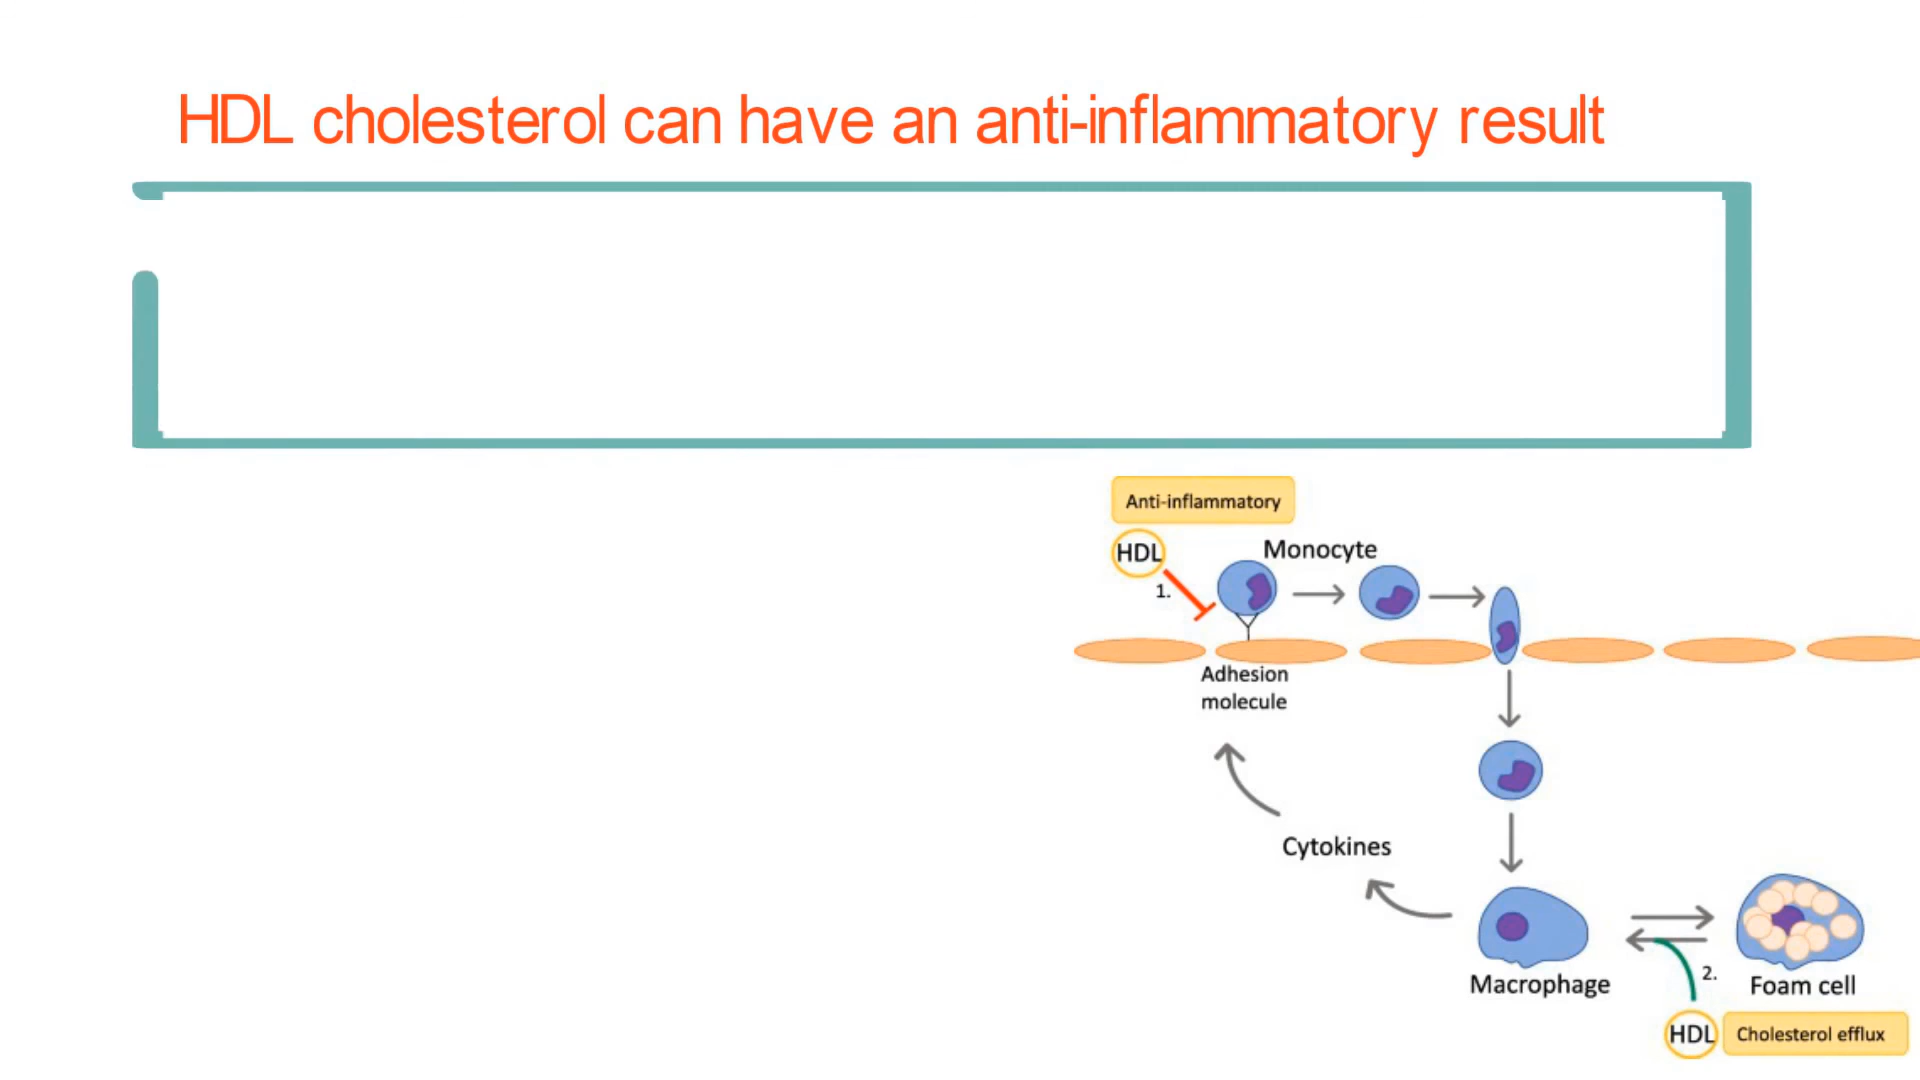 HDL cholesterol can have an anti-inflammatory result
Anti-inflammatory
HDL
Monocyte
1.
Adhesion
molecule
Cytokines
Macrophage
2.
Foam cell
HDL
Cholesterol efflux